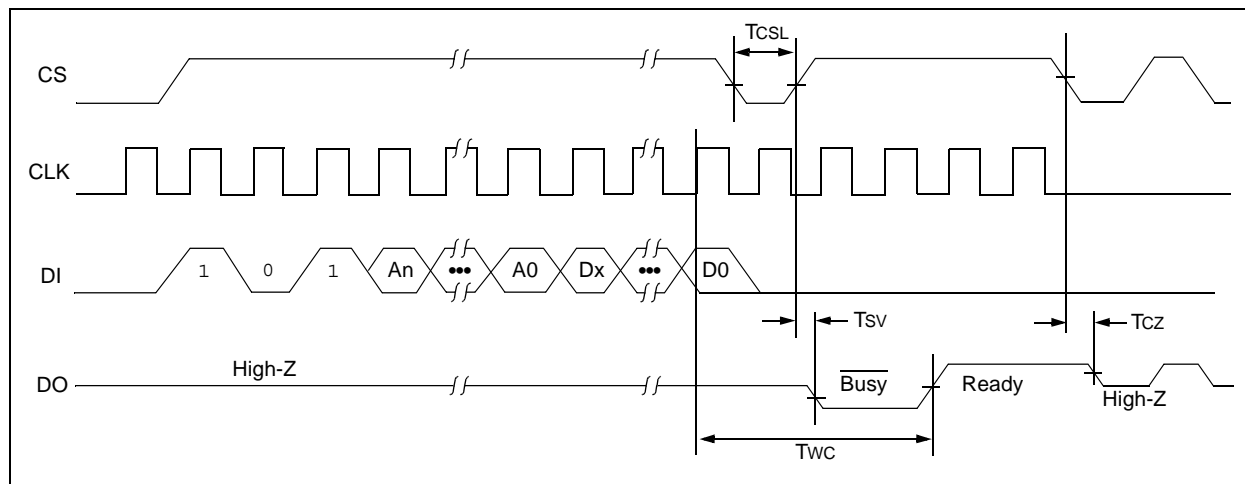 TCSL
CS
CLK
DI 1 0 1 An ••• A0 Dx ••• D0
TSV TCZ
DO High-Z Busy Ready High-Z
TWC